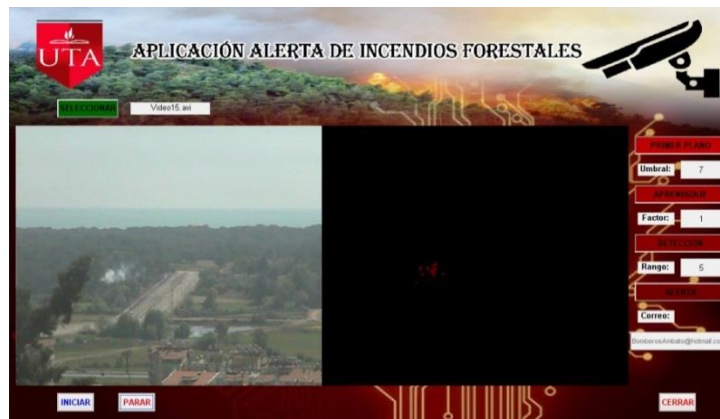 UTA
APLICACIÓN ALERTA DE INCENDIOS FORESTALES
SELECCIONAR
Video15.avi
PRIMER PLANO
Umbral: 7
APRENDIZAJE
Factor: 1
DETECCION
Rango: 5
ALERTA
Correo:
BomberosAmbato@hotmail.co
INICIAR
PARAR
CERRAR